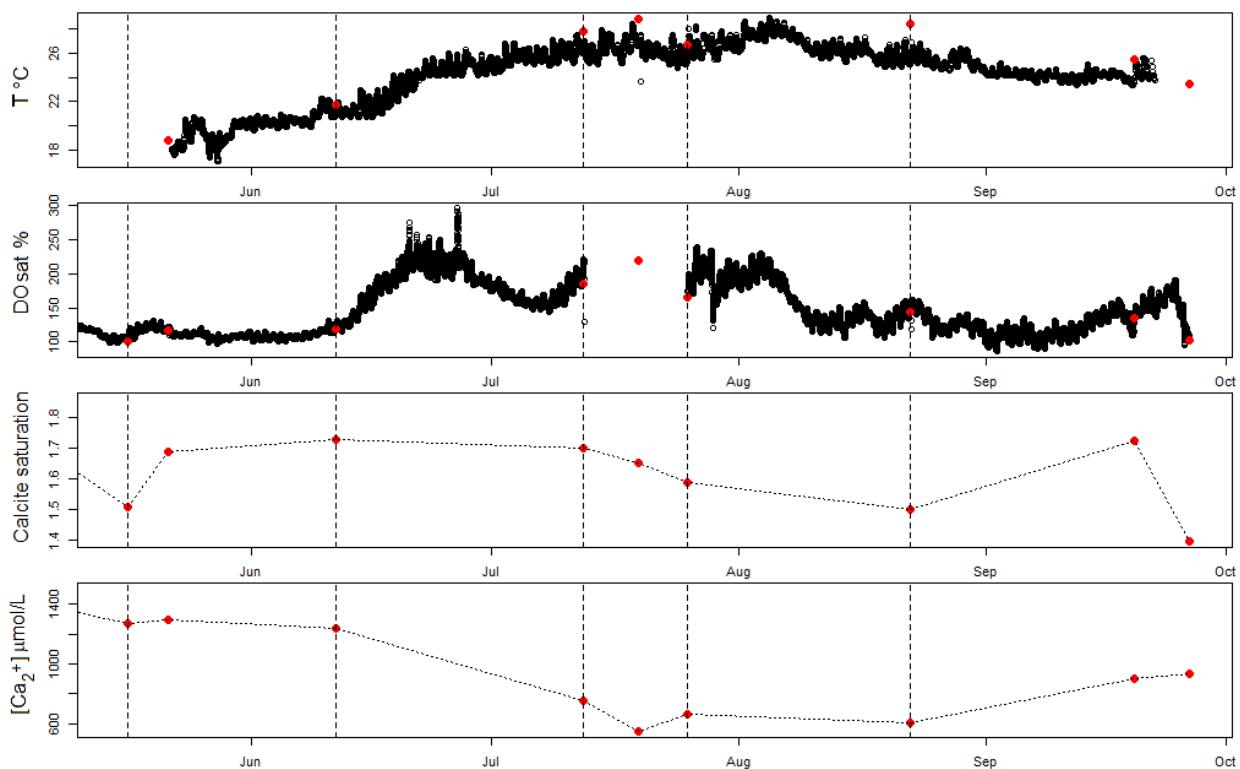 T °C
18 22 26
Jun Jul Aug Sep Oct
DOsat %
100 150 200 250 300
Jun Jul Aug Sep Oct
Calcite saturation
1.4 1.5 1.6 1.7 1.8
Jun Jul Aug Sep Oct
[Ca₂⁺] μmol/L
600 1000 1400
Jun Jul Aug Sep Oct